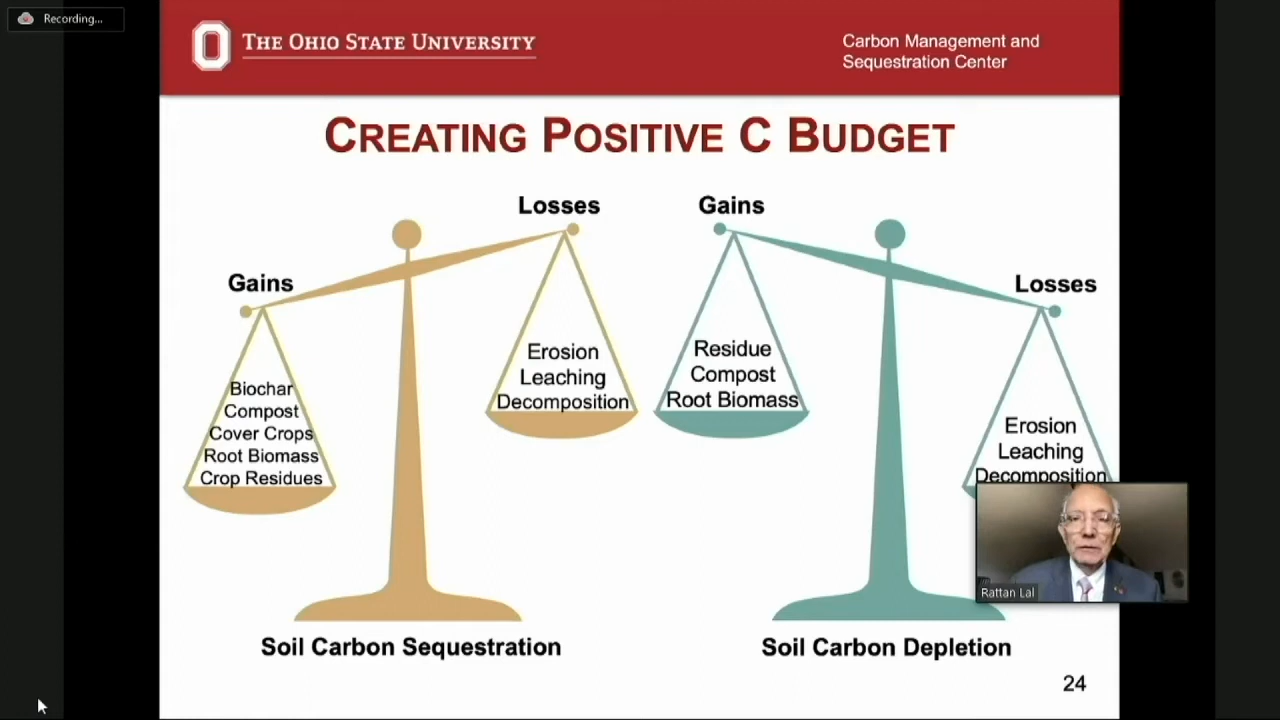 Recording...
THE OHIO STATE UNIVERSITY
Carbon Management and
Sequestration Center
CREATING POSITIVE C BUDGET
Losses
Gains
Gains
Losses
Biochar
Compost
Cover Crops
Root Biomass
Crop Residues
Erosion
Leaching
Decomposition
Residue
Compost
Root Biomass
Erosion
Leaching
Decomposition
Rattan Lal
Soil Carbon Sequestration
Soil Carbon Depletion
24